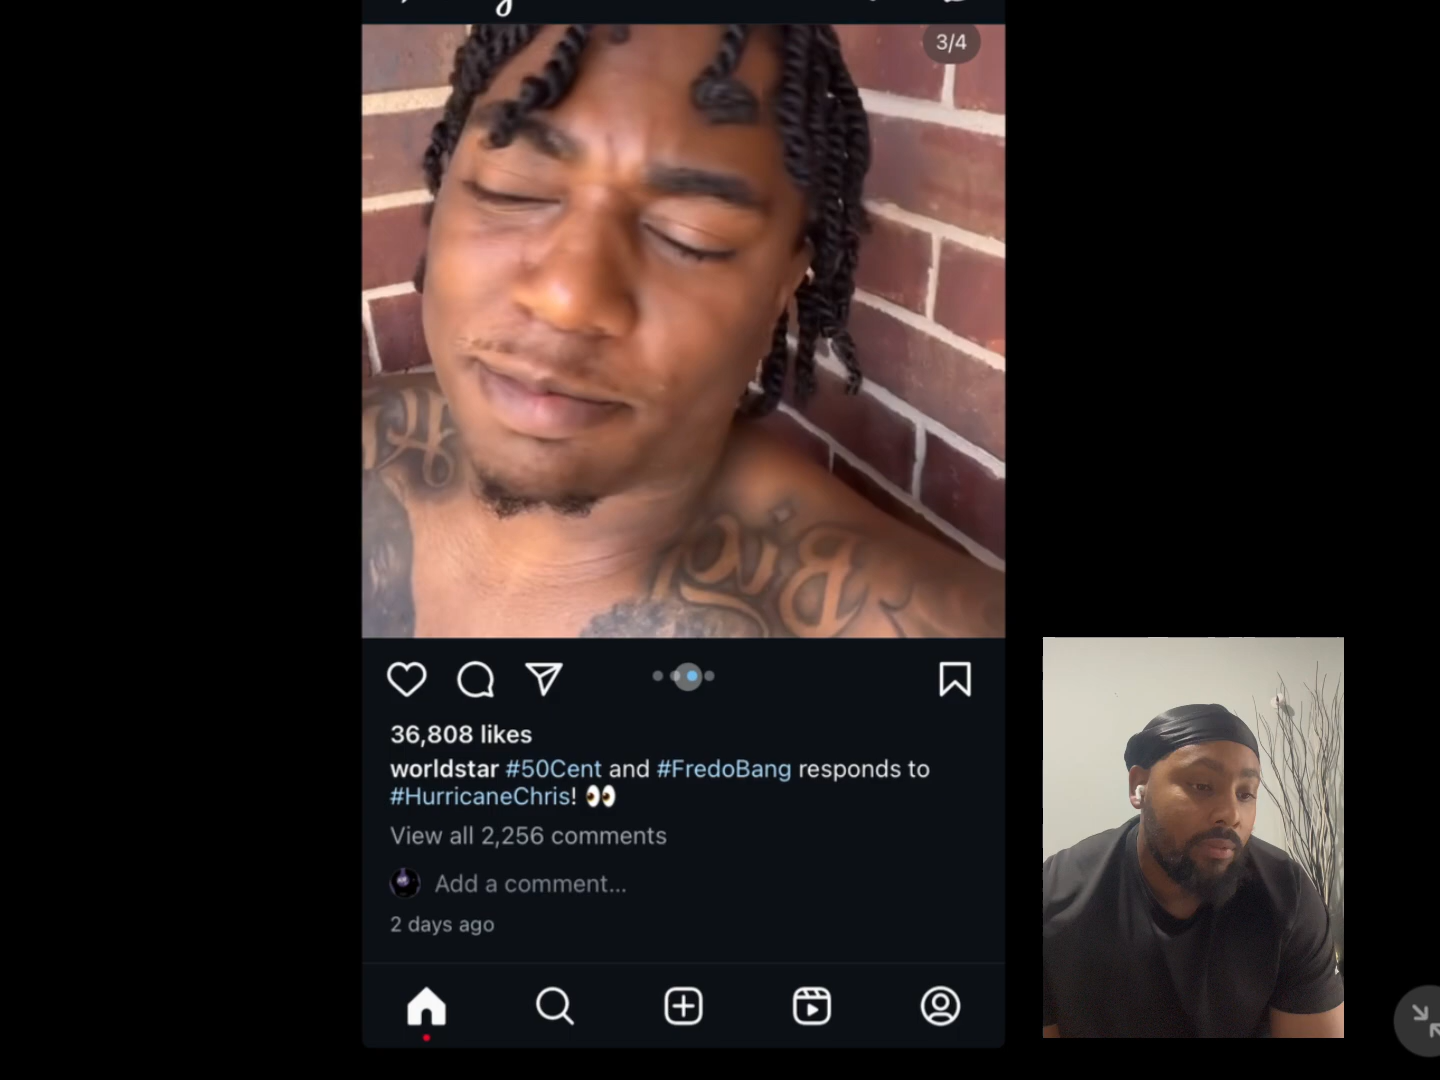 3/4
Big
36,808 likes
worldstar #50Cent and #FredoBang responds to
#HurricaneChris! 👀
View all 2,256 comments
Add a comment...
2 days ago